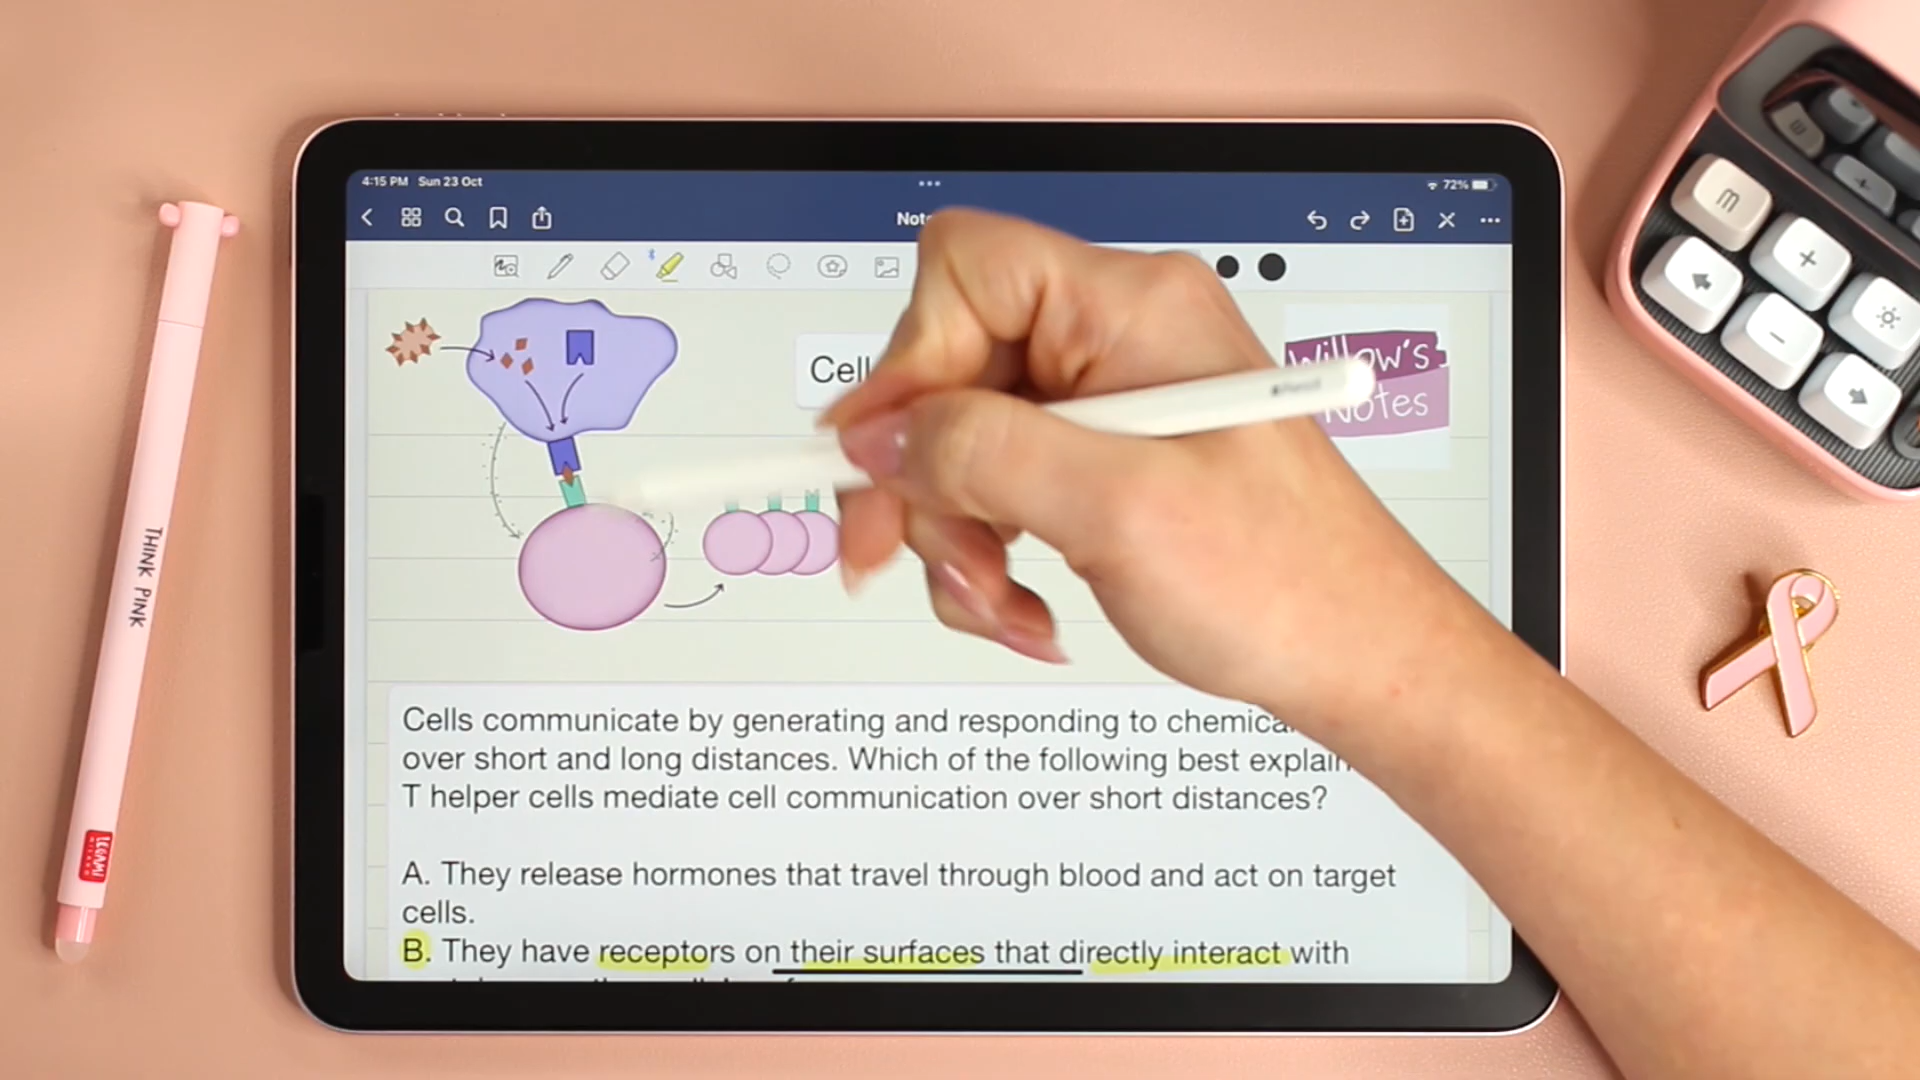 4:15 PM Sun 23 Oct
72%
Cell
Willow's
Notes
THINK PINK
LEGAMI
Cells communicate by generating and responding to
over short and long distances. Which of the following best
T helper cells mediate cell communication over short distances?
A. They release hormones that travel through blood and act on target
cells.
B. They have receptors on their surfaces that directly interact with
m